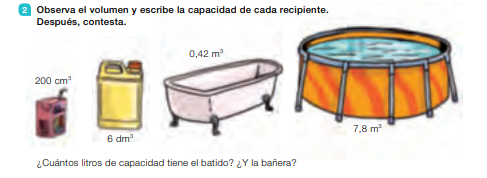 2 Observa el volumen y escribe la capacidad de cada recipiente.
Después, contesta.
0,42 m³
200 cm³
6 dm³
7,8 m³
¿Cuántos litros de capacidad tiene el batido? ¿Y la bañera?